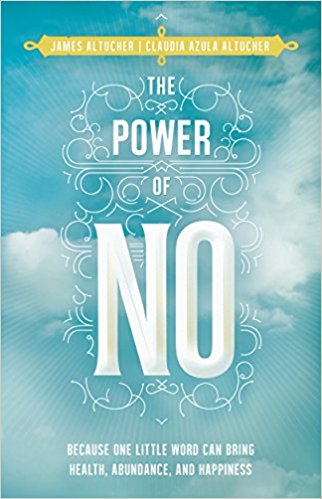 JAMES ALTUCHER | CLAUDIA AZULA ALTUCHER
THE
POWER
OF
NO
BECAUSE ONE LITTLE WORD CAN BRING
HEALTH, ABUNDANCE, AND HAPPINESS